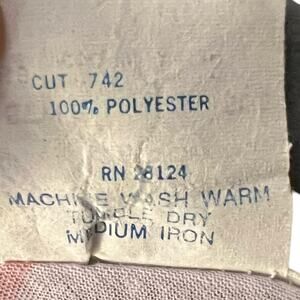 CUT 742
100% POLYESTER
RN 28124
MACHINE WASH WARM
TUMBLE DRY
MEDIUM IRON